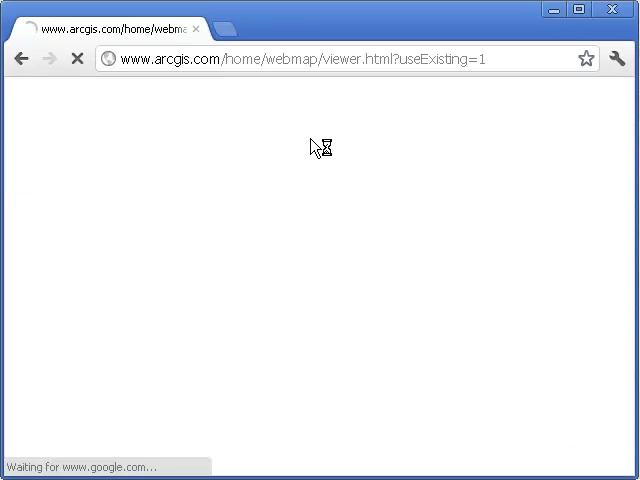 www.arcgis.com/home/webma
www.arcgis.com/home/webmap/viewer.html?useExisting=1
Waiting for www.google.com...